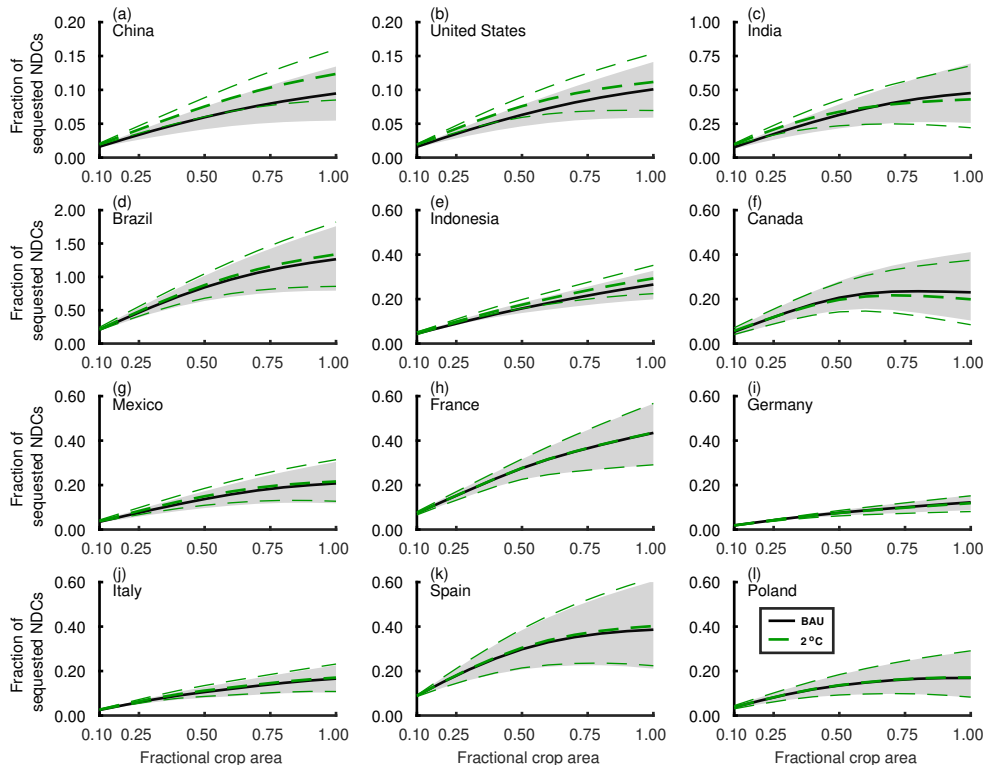 (a)
China
(b)
United States
(c)
India
Fraction of
sequested NDCs
0.20
0.15
0.10
0.05
0.00
0.10 0.25 0.50 0.75 1.00
0.20
0.15
0.10
0.05
0.00
0.10 0.25 0.50 0.75 1.00
1.00
0.75
0.50
0.25
0.00
0.10 0.25 0.50 0.75 1.00
(d)
Brazil
(e)
Indonesia
(f)
Canada
Fraction of
sequested NDCs
2.00
1.50
1.00
0.50
0.00
0.10 0.25 0.50 0.75 1.00
0.60
0.40
0.20
0.00
0.10 0.25 0.50 0.75 1.00
0.60
0.40
0.20
0.00
0.10 0.25 0.50 0.75 1.00
(g)
Mexico
(h)
France
(i)
Germany
Fraction of
sequested NDCs
0.60
0.40
0.20
0.00
0.10 0.25 0.50 0.75 1.00
0.60
0.40
0.20
0.00
0.10 0.25 0.50 0.75 1.00
0.60
0.40
0.20
0.00
0.10 0.25 0.50 0.75 1.00
(j)
Italy
(k)
Spain
(l)
Poland
Fraction of
sequested NDCs
0.60
0.40
0.20
0.00
0.10 0.25 0.50 0.75 1.00
Fractional crop area
0.60
0.40
0.20
0.00
0.10 0.25 0.50 0.75 1.00
Fractional crop area
0.60
0.40
0.20
0.00
BAU
2 °C
0.10 0.25 0.50 0.75 1.00
Fractional crop area